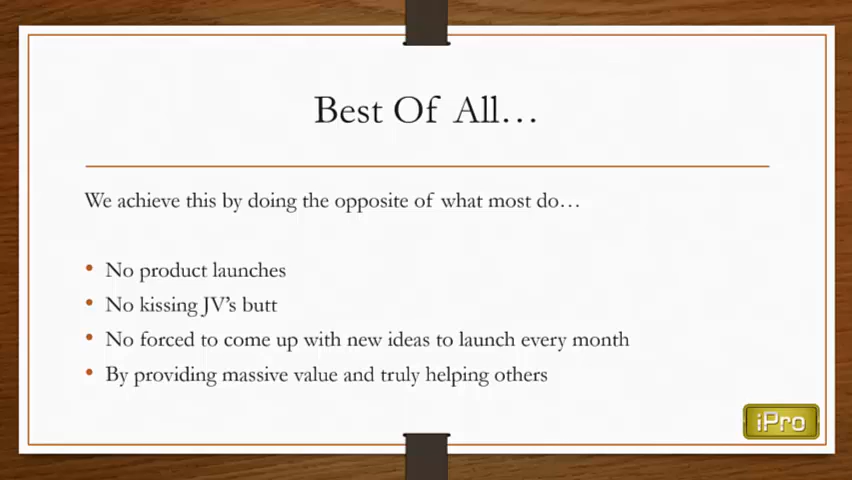 Best Of All…
We achieve this by doing the opposite of what most do…
• No product launches
• No kissing JV’s butt
• No forced to come up with new ideas to launch every month
• By providing massive value and truly helping others
iPro